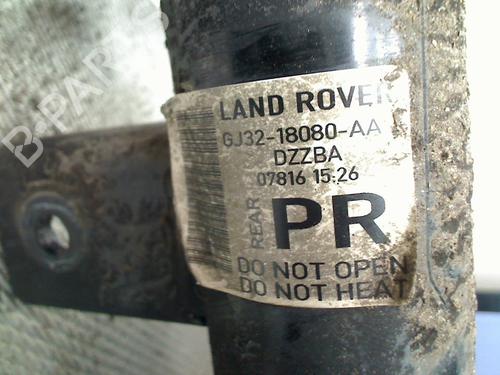 LAND ROVER
GJ32-18080-AA
DZZBA
07816 15:26
REAR
PR
DO NOT OPEN
DO NOT HEAT